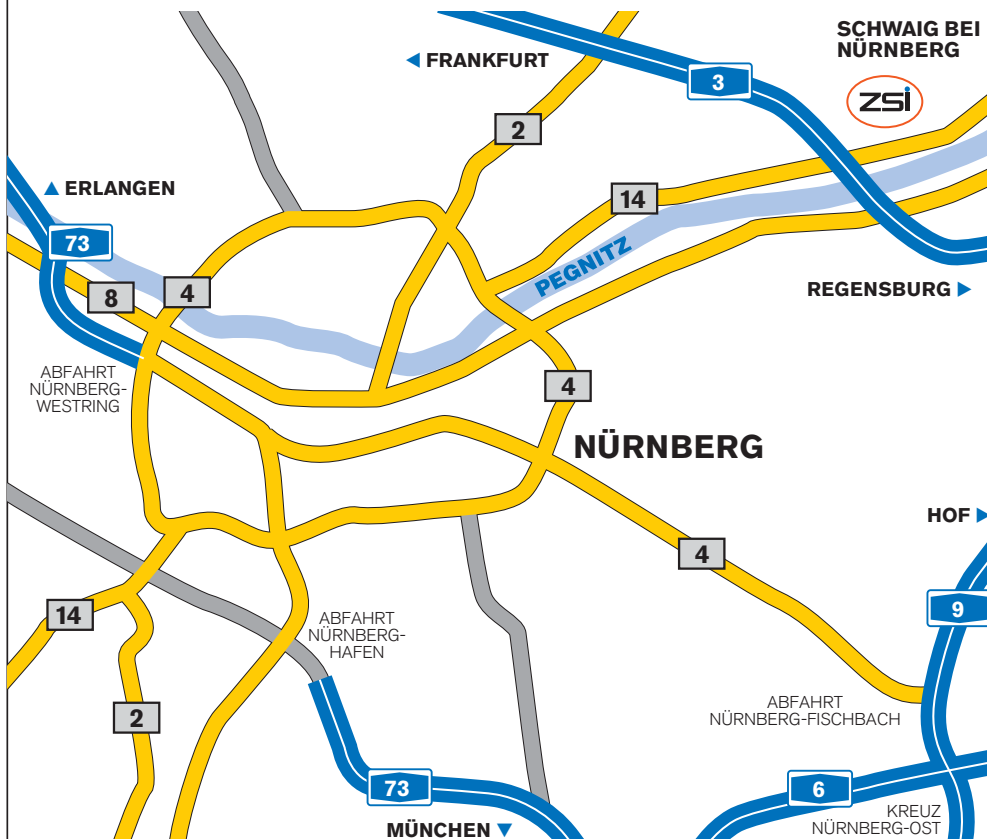 SCHWAIG BEI
NÜRNBERG
FRANKFURT
3
zsi
2
ERLANGEN
14
73
PEGNITZ
8
4
REGENSBURG
ABFAHRT
NÜRNBERG-
WESTRING
4
NÜRNBERG
HOF
4
9
14
ABFAHRT
NÜRNBERG-
HAFEN
ABFAHRT
NÜRNBERG-FISCHBACH
2
73
6
KREUZ
NÜRNBERG-OST
MÜNCHEN